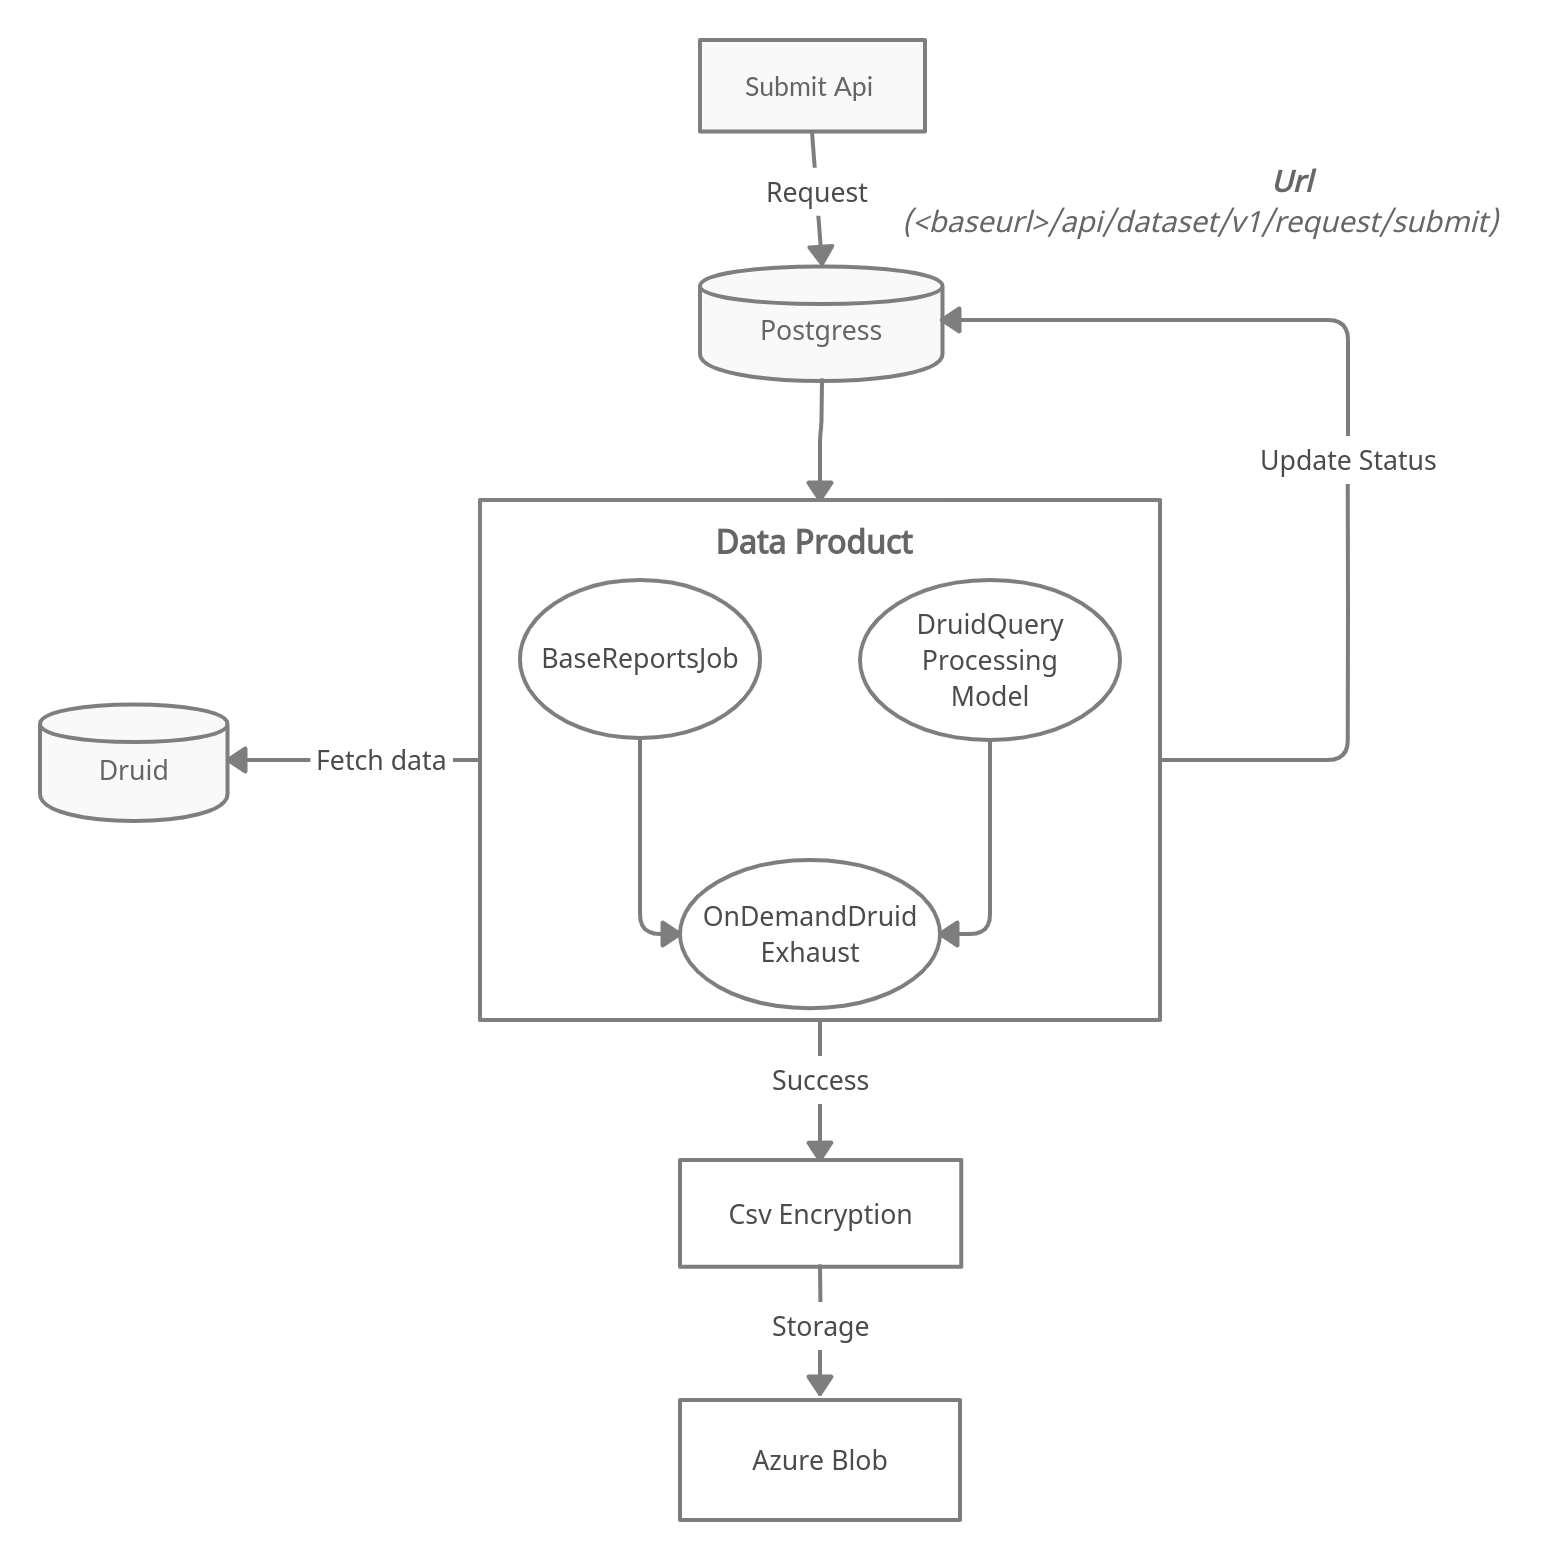 Submit Api
Request
Url
(<baseurl>/api/dataset/v1/request/submit)
Postgress
Update Status
Data Product
BaseReportsJob
DruidQuery
Processing
Model
Druid
Fetch data
OnDemandDruid
Exhaust
Success
Csv Encryption
Storage
Azure Blob